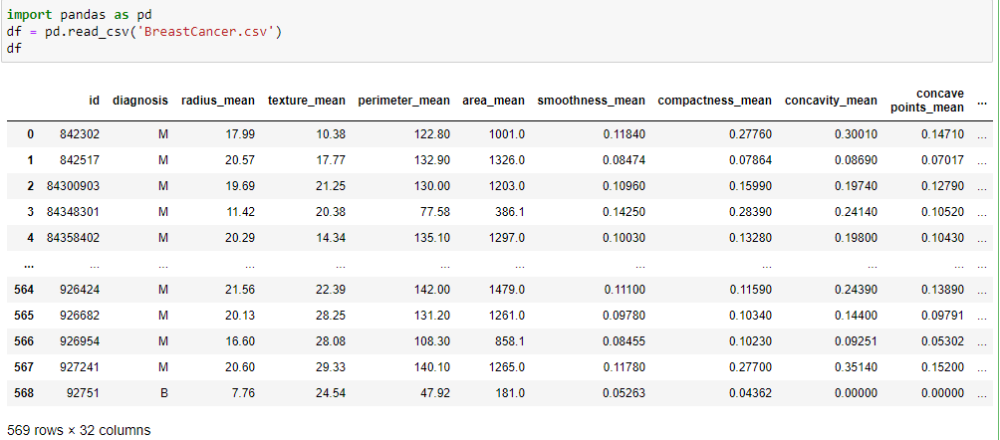 import pandas as pd
df = pd.read_csv('BreastCancer.csv')
df
id diagnosis radius_mean texture_mean perimeter_mean area_mean smoothness_mean compactness_mean concavity_mean concave points_mean ...
0 842302 M 17.99 10.38 122.80 1001.0 0.11840 0.27760 0.30010 0.14710 ...
1 842517 M 20.57 17.77 132.90 1326.0 0.08474 0.07864 0.08690 0.07017 ...
2 84300903 M 19.69 21.25 130.00 1203.0 0.10960 0.15990 0.19740 0.12790 ...
3 84348301 M 11.42 20.38 77.58 386.1 0.14250 0.28390 0.24140 0.10520 ...
4 84358402 M 20.29 14.34 135.10 1297.0 0.10030 0.13280 0.19800 0.10430 ...
... ... ... ... ... ... ... ... ... ... ... ...
564 926424 M 21.56 22.39 142.00 1479.0 0.11100 0.11590 0.24390 0.13890 ...
565 926682 M 20.13 28.25 131.20 1261.0 0.09780 0.10340 0.14400 0.09791 ...
566 926954 M 16.60 28.08 108.30 858.1 0.08455 0.10230 0.09251 0.05302 ...
567 927241 M 20.60 29.33 140.10 1265.0 0.11780 0.27700 0.35140 0.15200 ...
568 92751 B 7.76 24.54 47.92 181.0 0.05263 0.04362 0.00000 0.00000 ...
569 rows × 32 columns